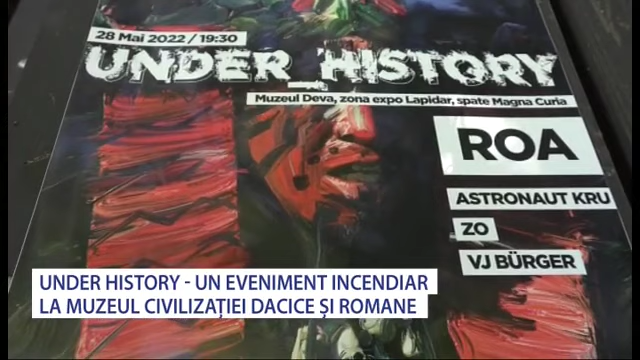 28 Mai 2022 / 19:30
UNDER_HISTORY
Muzeul Deva, zona expo Lapidar, spate Magna Curia
ROA
ASTRONAUT KRU
ZO
VJ BÜRGER
UNDER HISTORY - UN EVENIMENT INCENDIAR
LA MUZEUL CIVILIZAȚIEI DACICE ȘI ROMANE